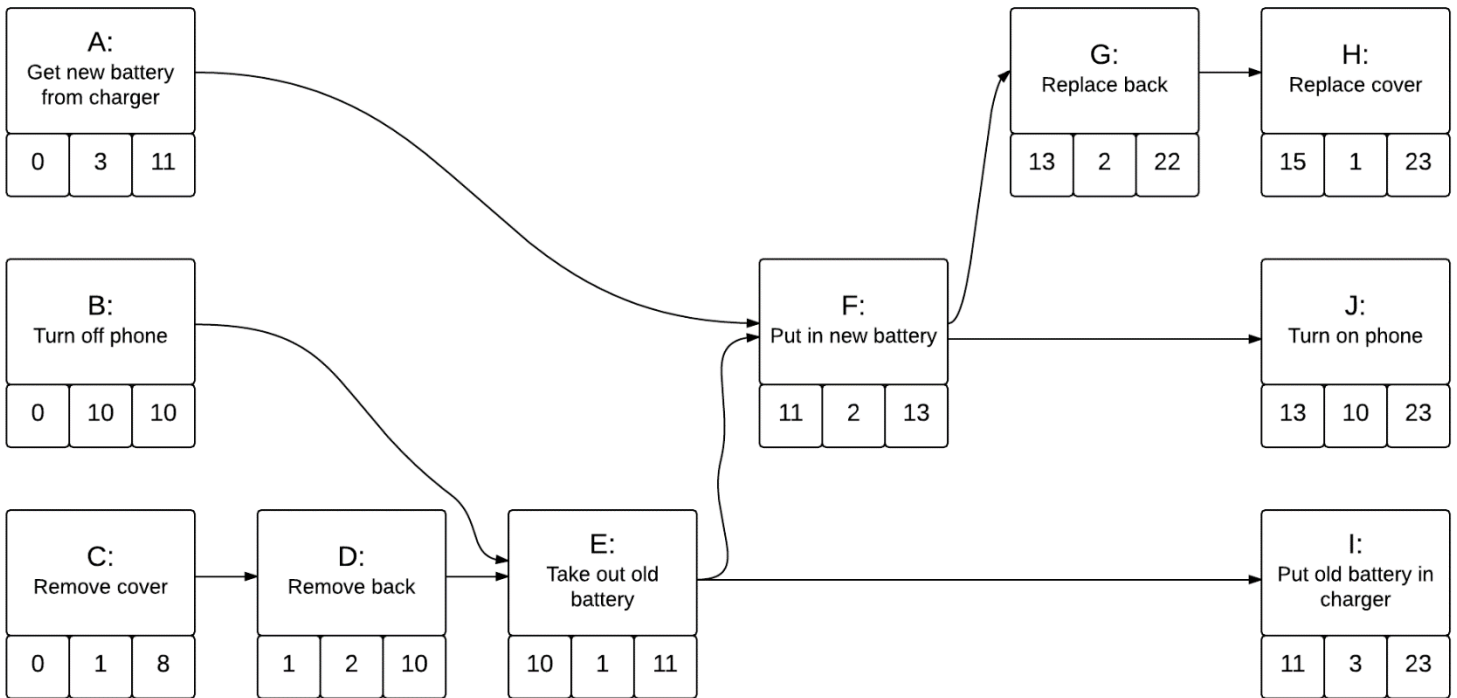 A:
Get new battery
from charger
0 3 11
G:
Replace back
13 2 22
H:
Replace cover
15 1 23
B:
Turn off phone
0 10 10
F:
Put in new battery
11 2 13
J:
Turn on phone
13 10 23
C:
Remove cover
0 1 8
D:
Remove back
1 2 10
E:
Take out old
battery
10 1 11
I:
Put old battery in
charger
11 3 23